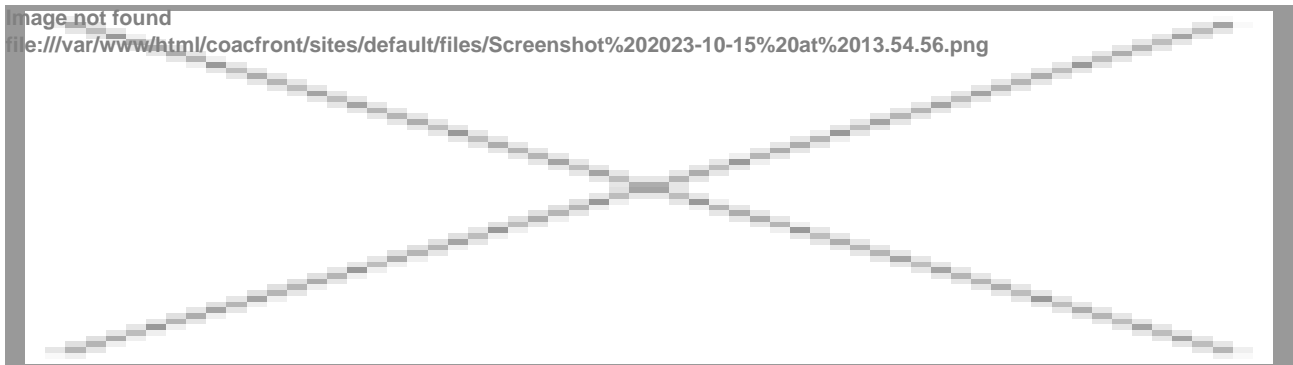 Image not found
file:///var/www/html/coacfront/sites/default/files/Screenshot%202023-10-15%20at%2013.54.56.png